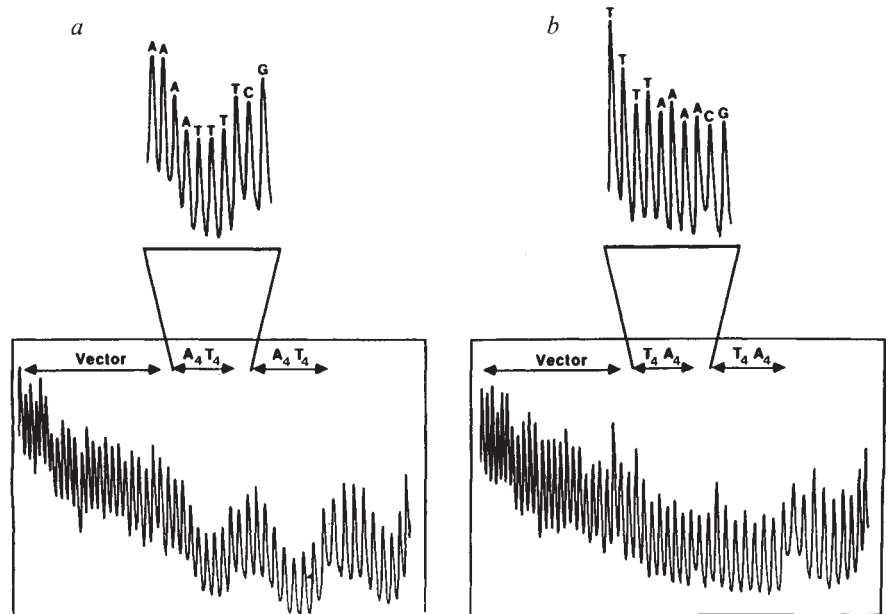 a
A A A A T T T T C G
Vector A4 T4 A4 T4
b
T T T T A A A A C G
Vector T4 A4 T4 A4